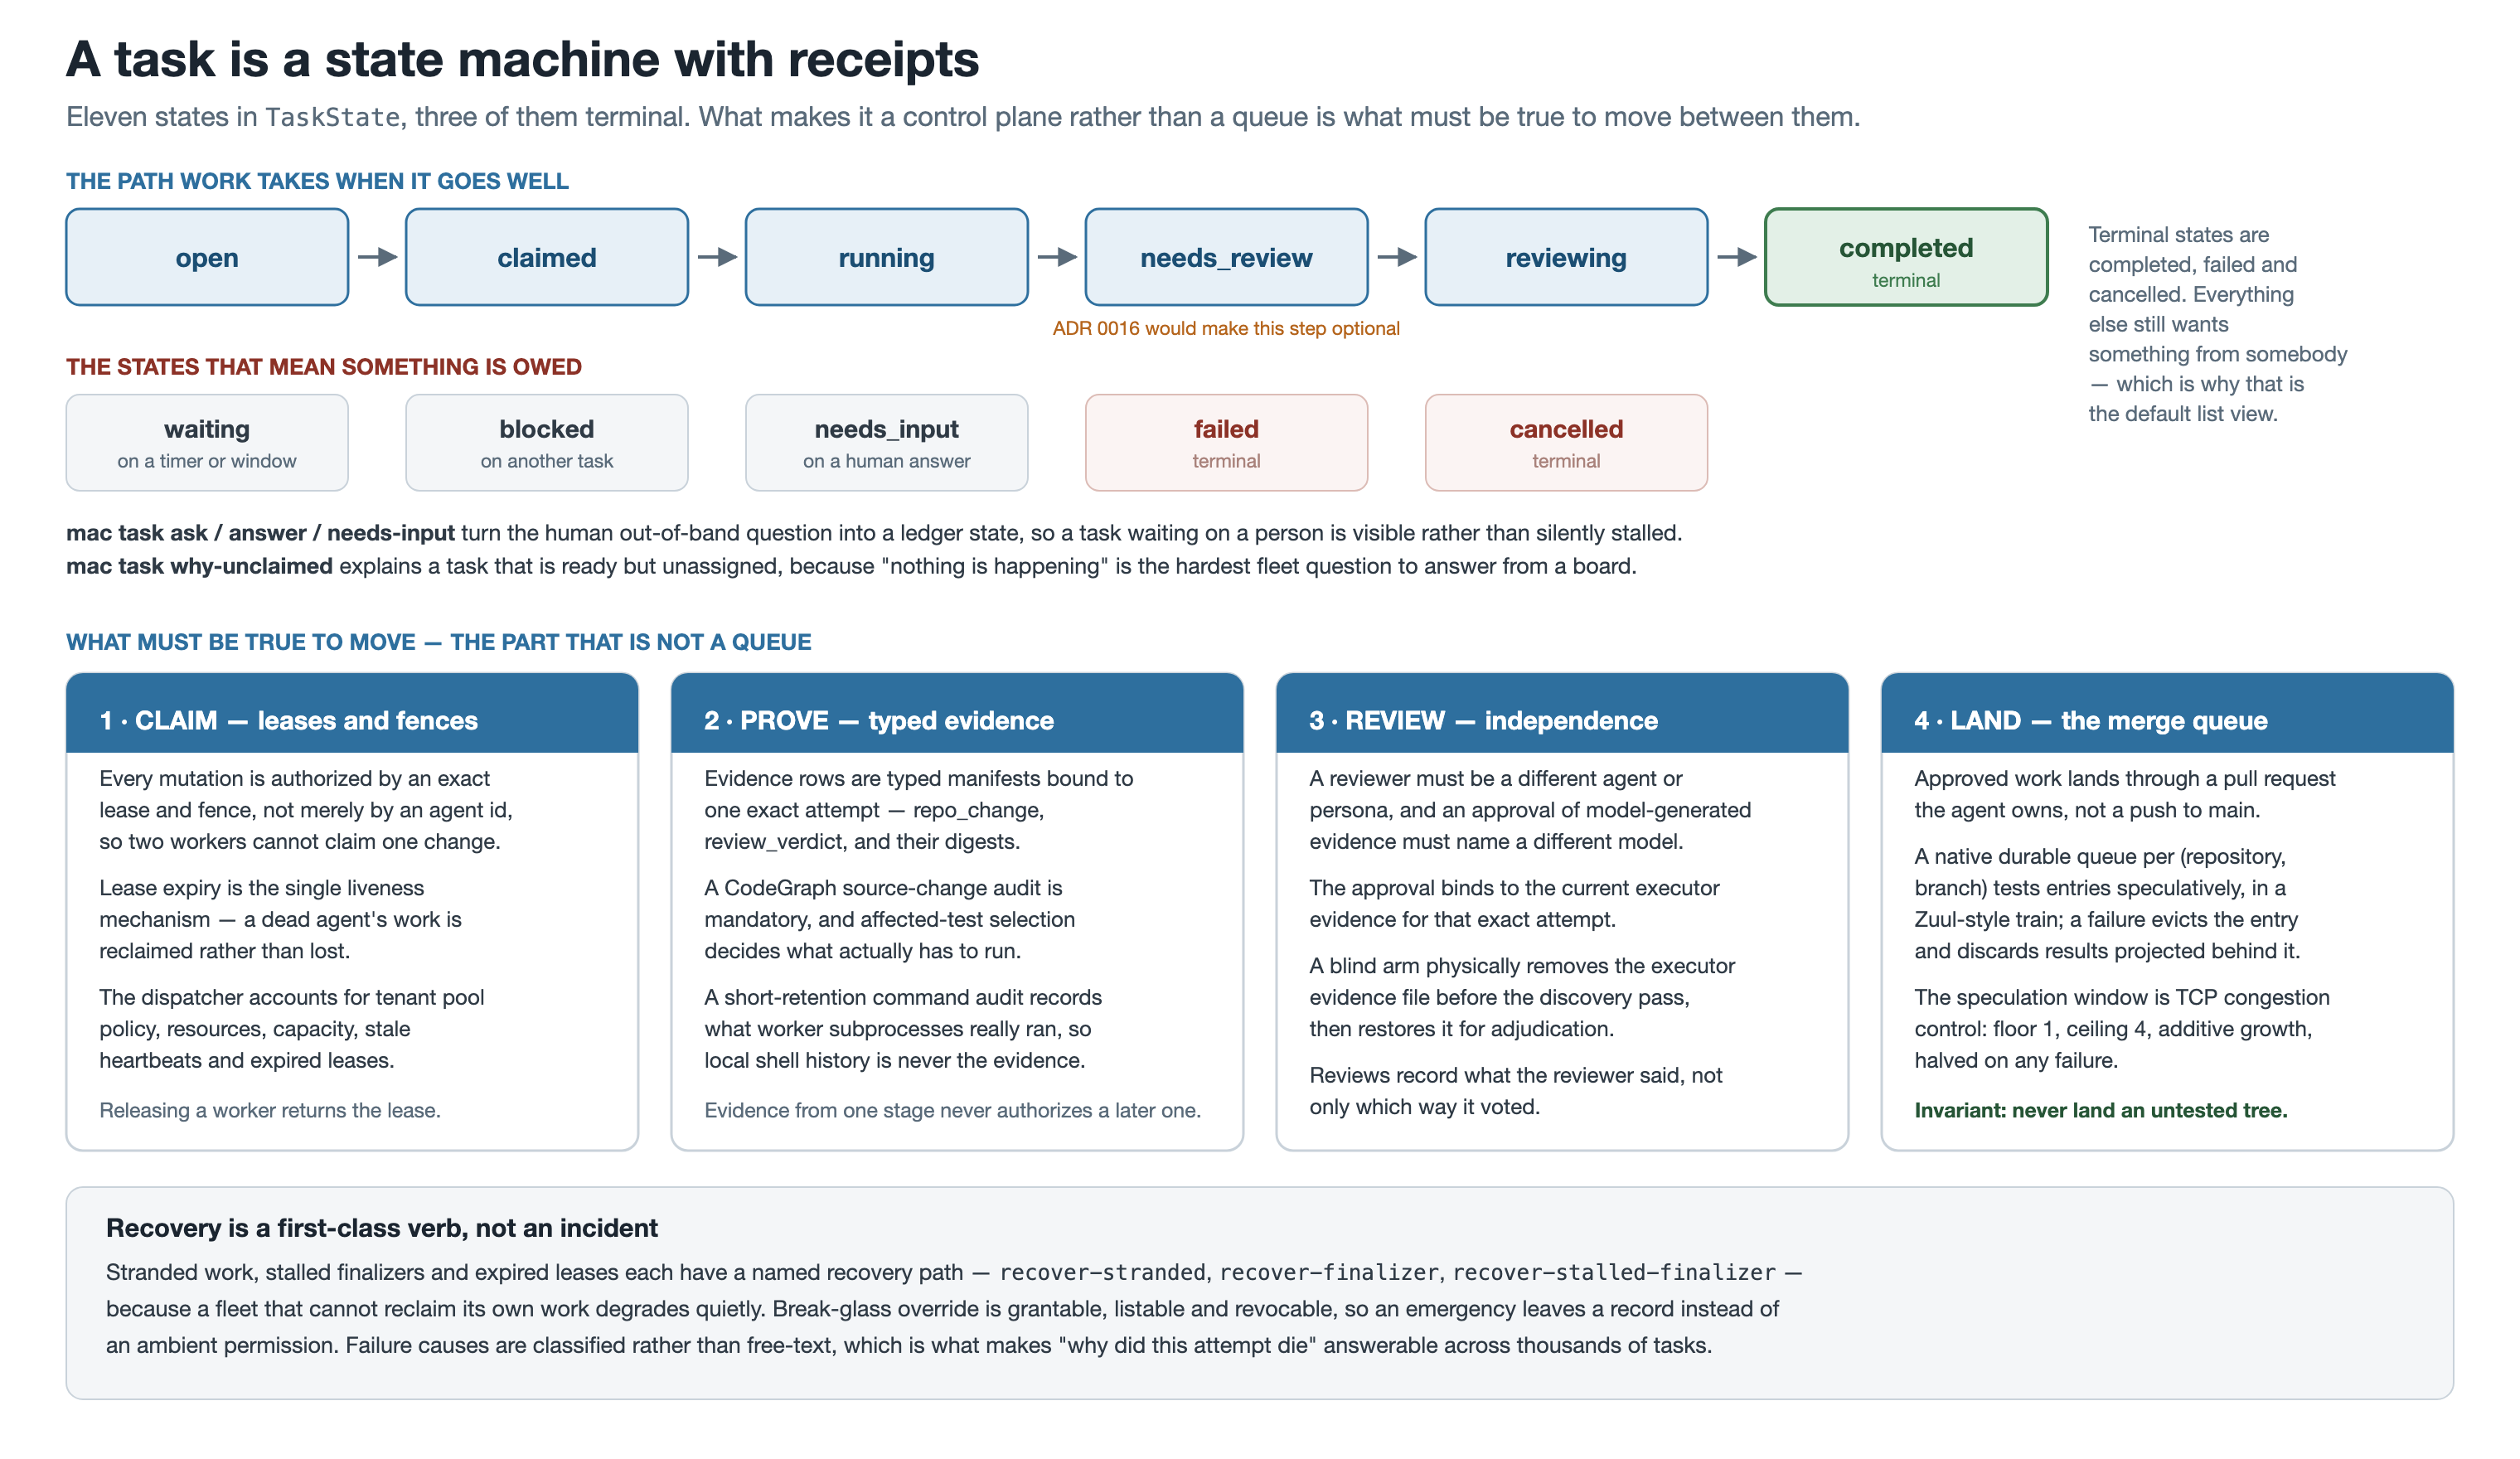 A task is a state machine with receipts
Eleven states in TaskState, three of them terminal. What makes it a control plane rather than a queue is what must be true to move between them.
THE PATH WORK TAKES WHEN IT GOES WELL
open
claimed
running
needs_review
reviewing
completed
terminal
ADR 0016 would make this step optional
Terminal states are
completed, failed and
cancelled. Everything
else still wants
something from somebody
— which is why that is
the default list view.
THE STATES THAT MEAN SOMETHING IS OWED
waiting
on a timer or window
blocked
on another task
needs_input
on a human answer
failed
terminal
cancelled
terminal
mac task ask / answer / needs-input turn the human out-of-band question into a ledger state, so a task waiting on a person is visible rather than silently stalled.
mac task why-unclaimed explains a task that is ready but unassigned, because "nothing is happening" is the hardest fleet question to answer from a board.
WHAT MUST BE TRUE TO MOVE — THE PART THAT IS NOT A QUEUE
1 · CLAIM — leases and fences
Every mutation is authorized by an exact
lease and fence, not merely by an agent id,
so two workers cannot claim one change.
Lease expiry is the single liveness
mechanism — a dead agent's work is
reclaimed rather than lost.
The dispatcher accounts for tenant pool
policy, resources, capacity, stale
heartbeats and expired leases.
Releasing a worker returns the lease.
2 · PROVE — typed evidence
Evidence rows are typed manifests bound to
one exact attempt — repo_change,
review_verdict, and their digests.
A CodeGraph source-change audit is
mandatory, and affected-test selection
decides what actually has to run.
A short-retention command audit records
what worker subprocesses really ran, so
local shell history is never the evidence.
Evidence from one stage never authorizes a later one.
3 · REVIEW — independence
A reviewer must be a different agent or
persona, and an approval of model-generated
evidence must name a different model.
The approval binds to the current executor
evidence for that exact attempt.
A blind arm physically removes the executor
evidence file before the discovery pass,
then restores it for adjudication.
Reviews record what the reviewer said, not
only which way it voted.
4 · LAND — the merge queue
Approved work lands through a pull request
the agent owns, not a push to main.
A native durable queue per (repository,
branch) tests entries speculatively, in a
Zuul-style train; a failure evicts the entry
and discards results projected behind it.
The speculation window is TCP congestion
control: floor 1, ceiling 4, additive growth,
halved on any failure.
Invariant: never land an untested tree.
Recovery is a first-class verb, not an incident
Stranded work, stalled finalizers and expired leases each have a named recovery path — recover-stranded, recover-finalizer, recover-stalled-finalizer —
because a fleet that cannot reclaim its own work degrades quietly. Break-glass override is grantable, listable and revocable, so an emergency leaves a record instead of
an ambient permission. Failure causes are classified rather than free-text, which is what makes "why did this attempt die" answerable across thousands of tasks.